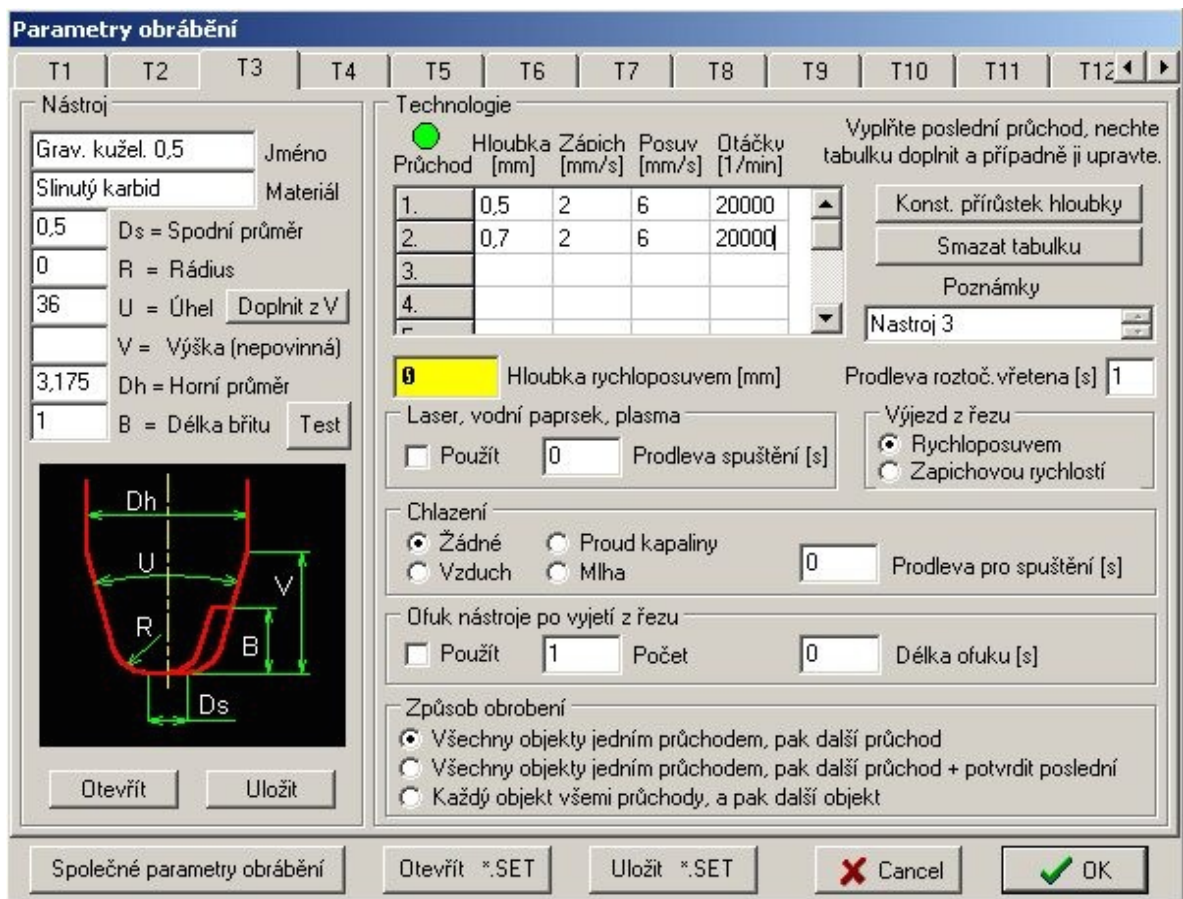 Parametry obrábění
T1 T2 T3 T4 T5 T6 T7 T8 T9 T10 T11 T12
Nástroj
Grav. kužel. 0,5 Jméno
Slinutý karbid Materiál
0,5 Ds = Spodní průměr
0 R = Rádius
36 U = Úhel Doplnit z V
V = Výška (nepovinná)
3,175 Dh = Horní průměr
1 B = Délka břitu Test
Dh
U
V
R
B
Ds
Otevřít Uložit
Technologie
Průchod Hloubka [mm] Zápich [mm/s] Posuv [mm/s] Otáčky [1/min]
1. 0,5 2 6 20000
2. 0,7 2 6 20000
3.
4.
Vyplňte poslední průchod, nechte
tabulku doplnit a případně ji upravte.
Konst. přírůstek hloubky
Smazat tabulku
Poznámky
Nastroj 3
0 Hloubka rychloposuvem [mm] Prodleva roztoč.vřetena [s] 1
Laser, vodní paprsek, plasma
Použít 0 Prodleva spuštění [s]
Výjezd z řezu
Rychloposuvem
Zapichovou rychlostí
Chlazení
Žádné Proud kapaliny
Vzduch Mlha
0 Prodleva pro spuštění [s]
Ofuk nástroje po vyjetí z řezu
Použít 1 Počet 0 Délka ofuku [s]
Způsob obrobení
Všechny objekty jedním průchodem, pak další průchod
Všechny objekty jedním průchodem, pak další průchod + potvrdit poslední
Každý objekt všemi průchody, a pak další objekt
Společné parametry obrábění Otevřít *.SET Uložit *.SET Cancel OK